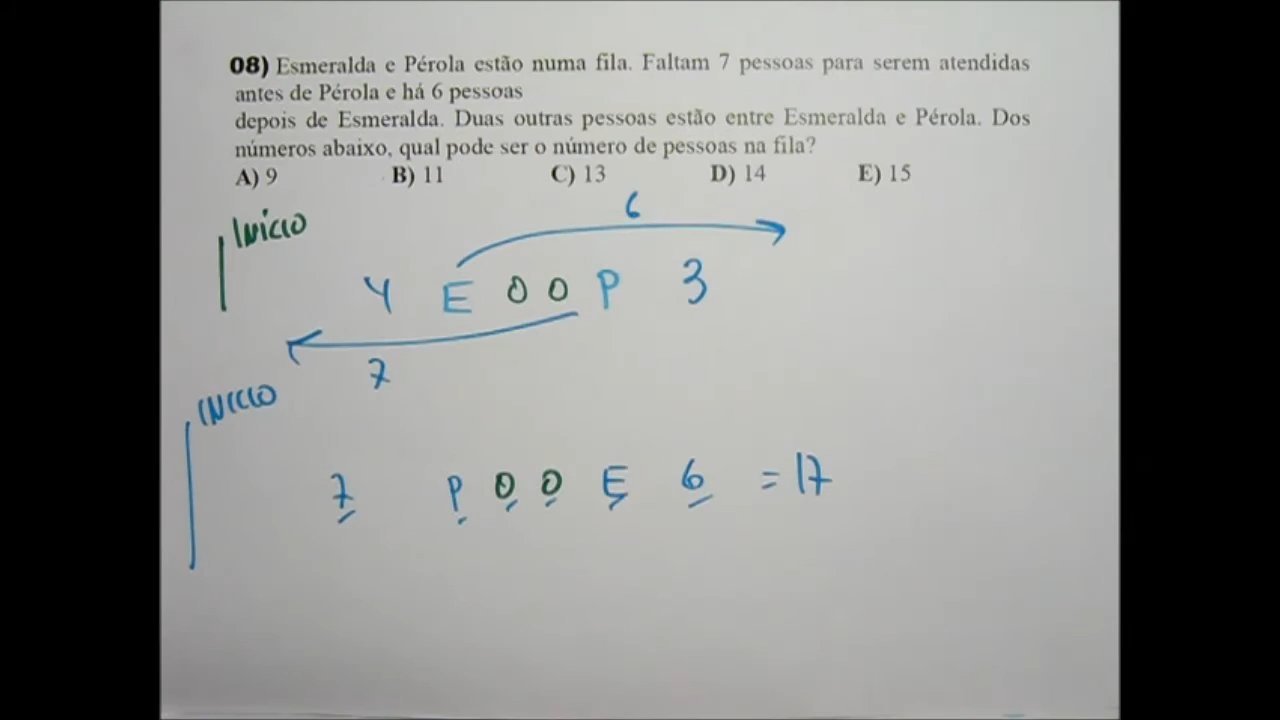 08) Esmeralda e Pérola estão numa fila. Faltam 7 pessoas para serem atendidas
antes de Pérola e há 6 pessoas
depois de Esmeralda. Duas outras pessoas estão entre Esmeralda e Pérola. Dos
números abaixo, qual pode ser o número de pessoas na fila?
A) 9 B) 11 C) 13 D) 14 E) 15
INÍCIO
6
4 E O O P 3
7
INICIO
7 P O O E 6 = 17